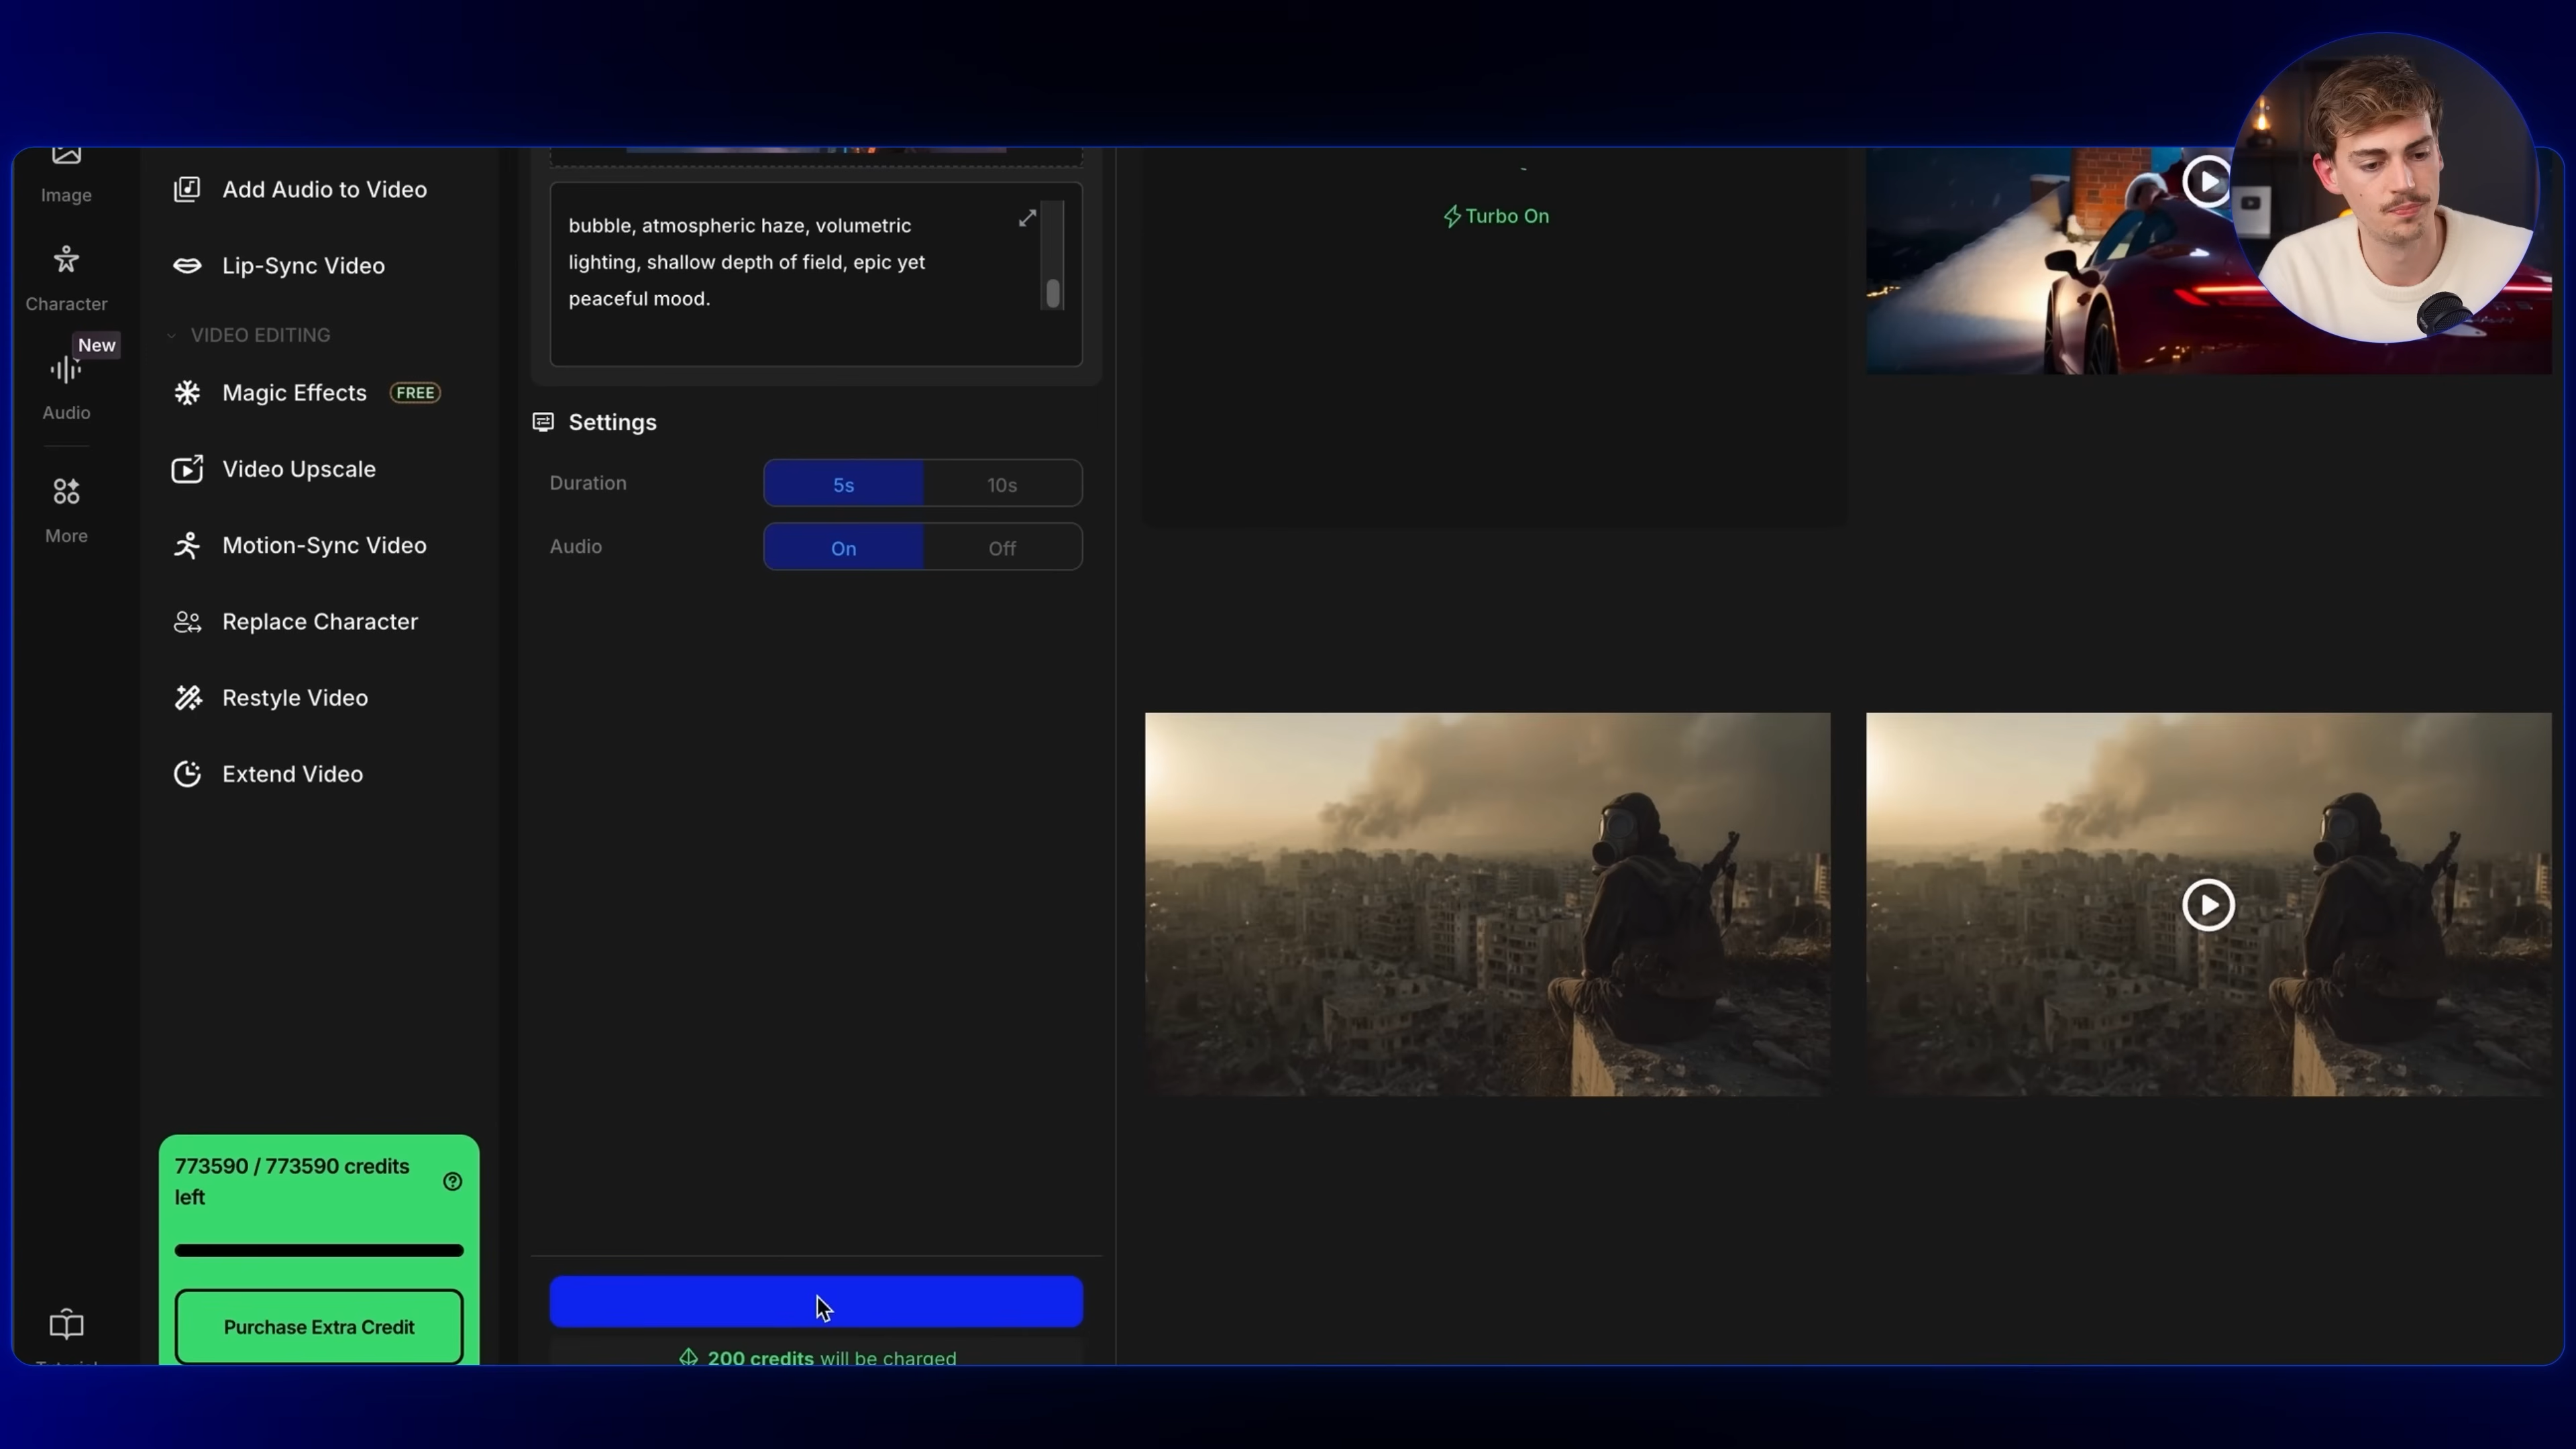 Image
Character
New
Audio
More
Add Audio to Video
Lip-Sync Video
VIDEO EDITING
Magic Effects FREE
Video Upscale
Motion-Sync Video
Replace Character
Restyle Video
Extend Video
773590 / 773590 credits
left
Purchase Extra Credit
bubble, atmospheric haze, volumetric
lighting, shallow depth of field, epic yet
peaceful mood.
Settings
Duration 5s 10s
Audio On Off
200 credits will be charged
Turbo On